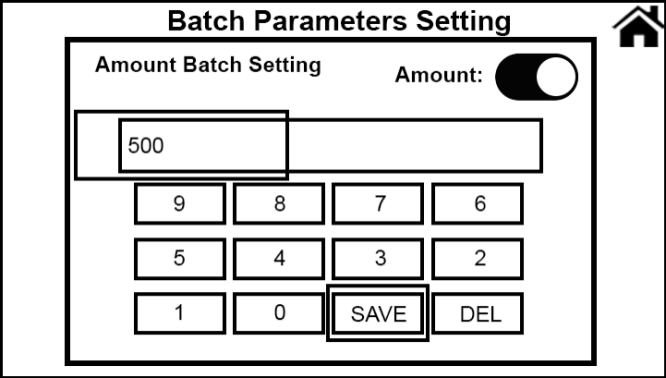 Batch Parameters Setting
Amount Batch Setting
Amount:
500
9 8 7 6
5 4 3 2
1 0 SAVE DEL